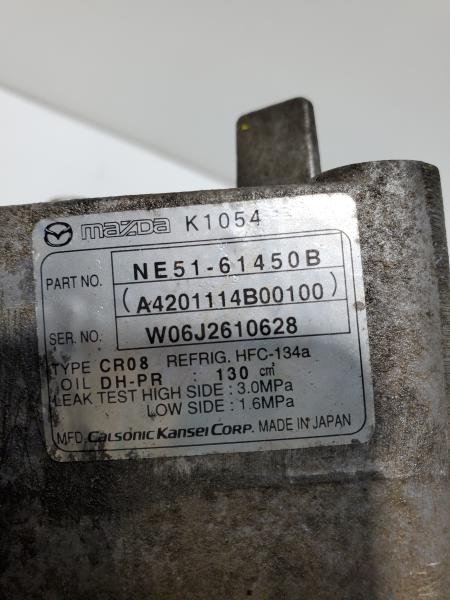 mazda K1054
PART NO. NE51-61450B
(A4201114B00100)
SER NO. W06J2610628
TYPE CR08 REFRIG. HFC-134a
OIL DH-PR : 130 cm³
LEAK TEST HIGH SIDE : 3.0MPa
LOW SIDE : 1.6MPa
MFD. CALSONIC KANSEI CORP. MADE IN JAPAN